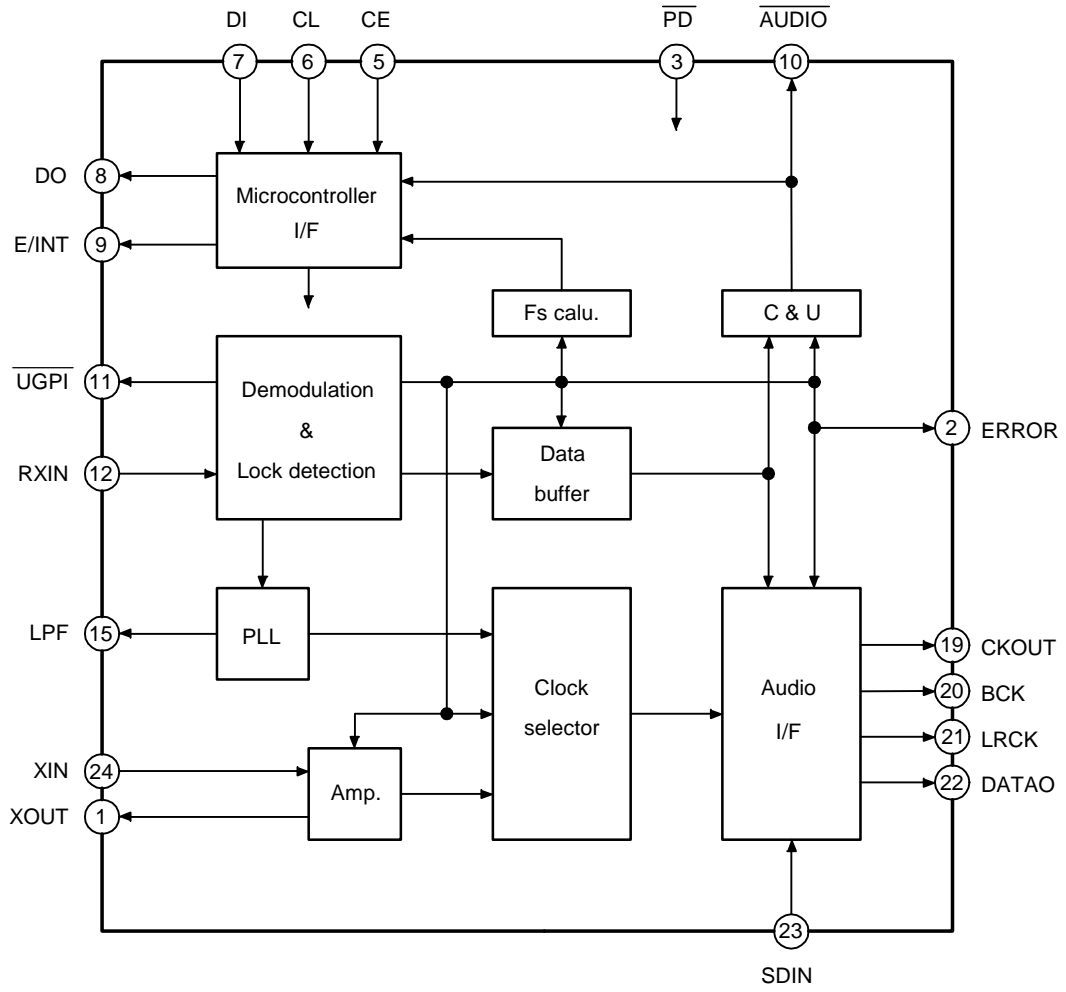 DI
CL
CE
PD
AUDIO
7
6
5
3
10
DO
8
Microcontroller
I/F
E/INT
9
Fs calu.
C & U
UGPI
11
Demodulation
&
Lock detection
Data
buffer
2
ERROR
RXIN
12
LPF
15
PLL
Clock
selector
Audio
I/F
19
CKOUT
20
BCK
21
LRCK
22
DATAO
XIN
24
Amp.
XOUT
1
23
SDIN